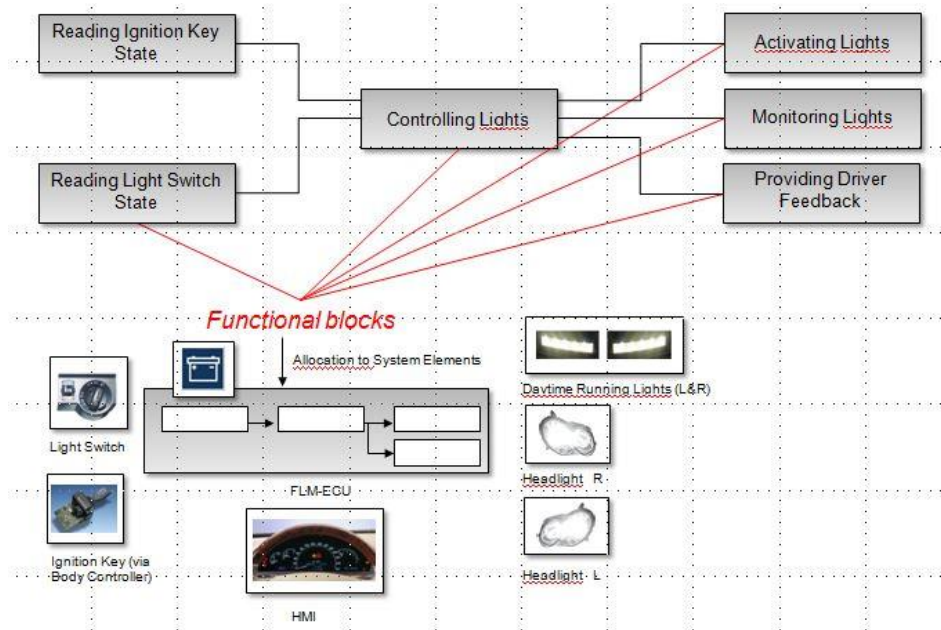 Reading Ignition Key
State
Activating Lights
Controlling Lights
Monitoring Lights
Reading Light Switch
State
Providing Driver
Feedback
Functional blocks
Allocation to System Elements
Daytime Running Lights (L&R)
Light Switch
Headlight R
FLM-ECU
Ignition Key (via
Body Controller)
Headlight L
HMI